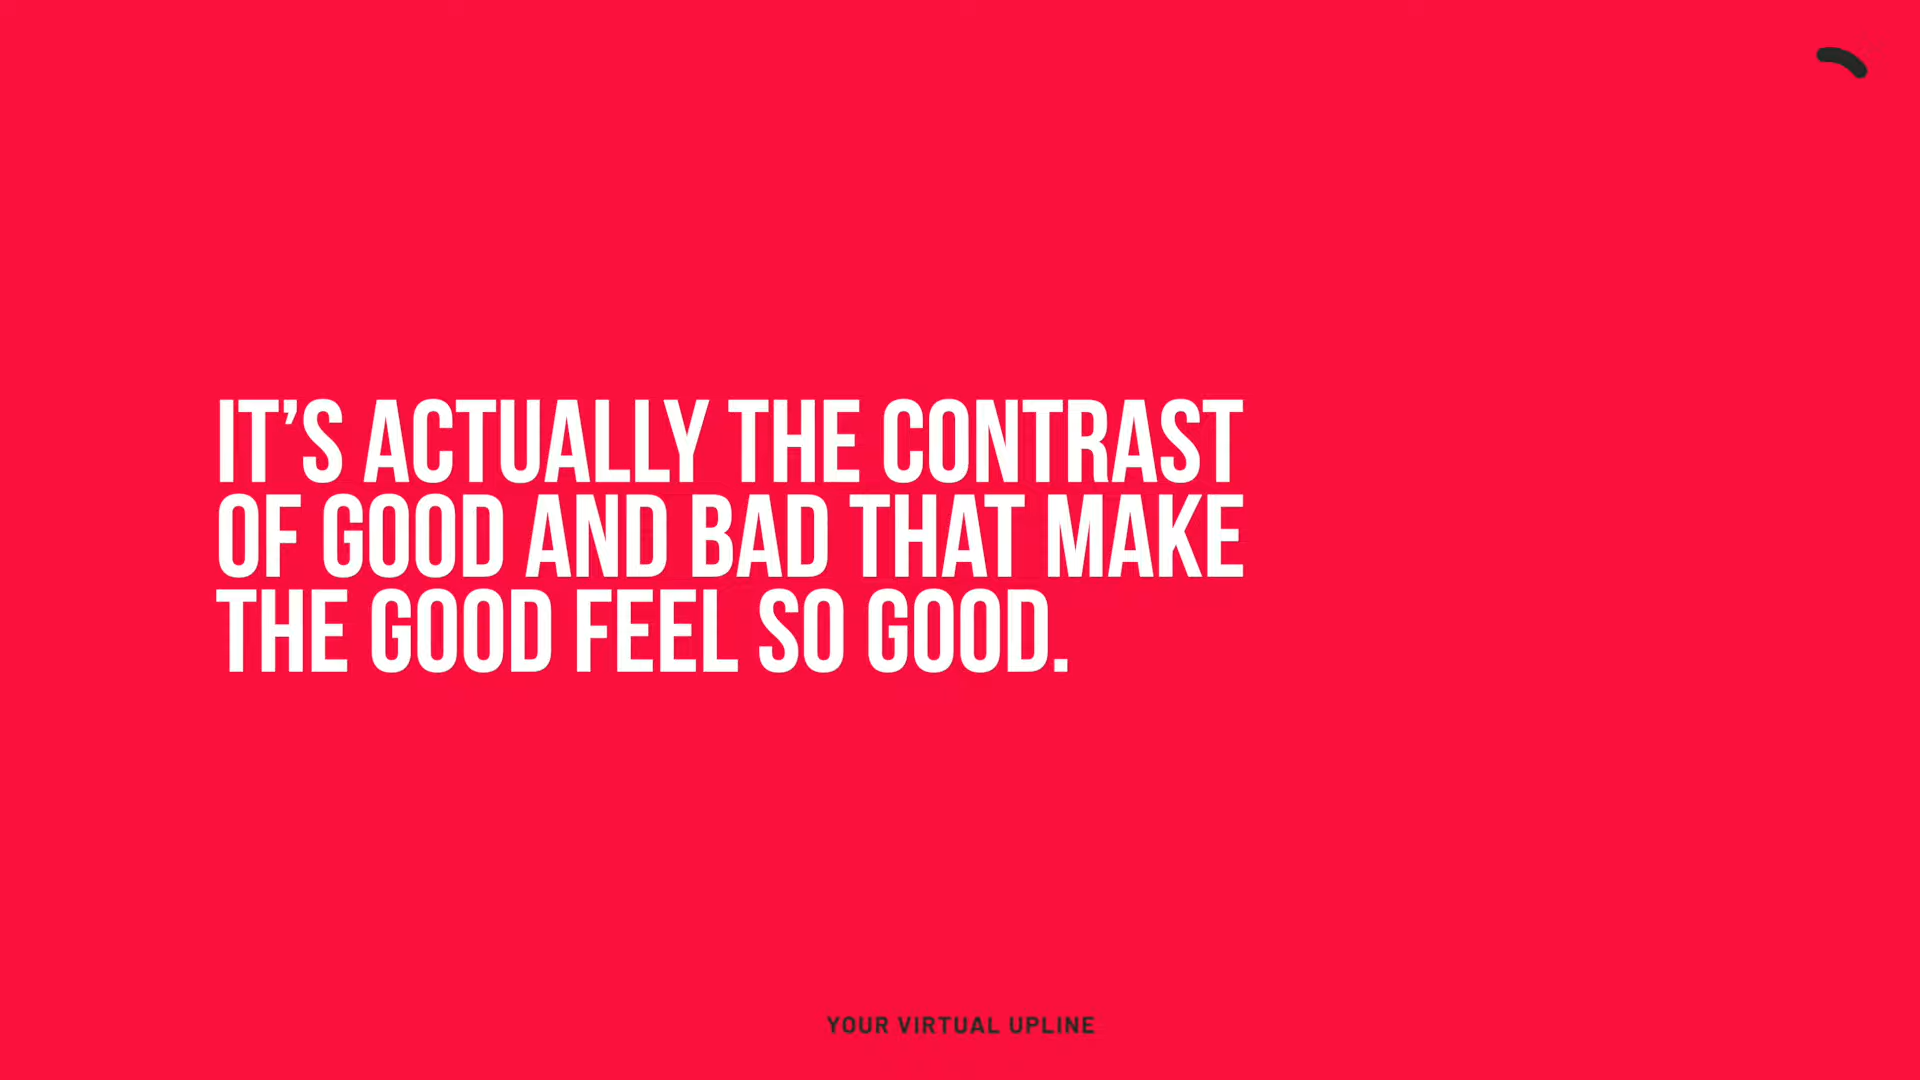 IT’S ACTUALLY THE CONTRAST
OF GOOD AND BAD THAT MAKE
THE GOOD FEEL SO GOOD.
YOUR VIRTUAL UPLINE